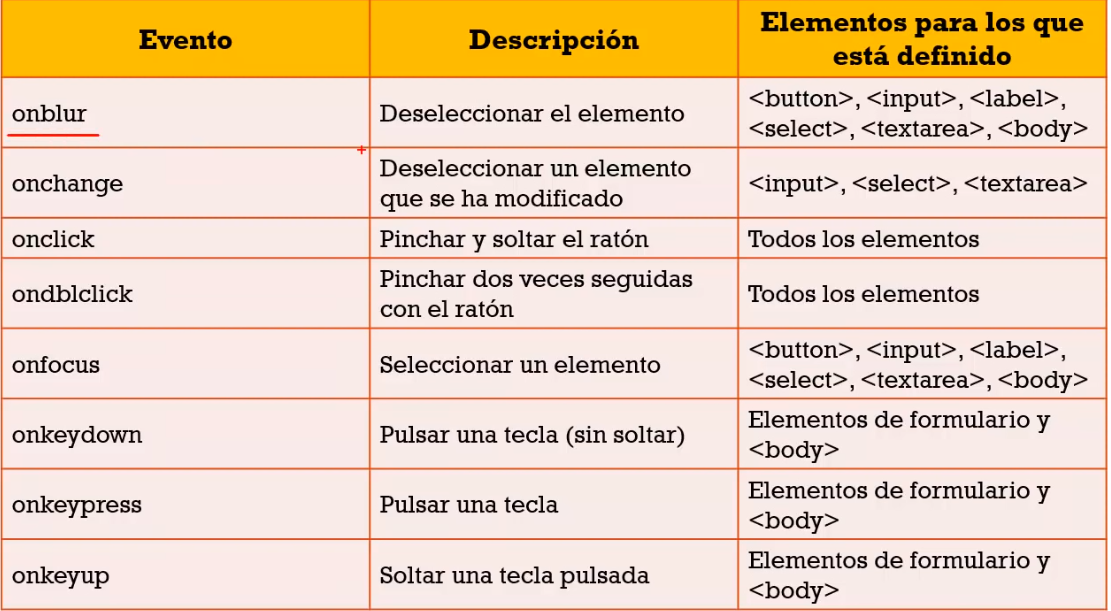 Evento
Descripción
Elementos para los que
está definido
onblur
Deseleccionar el elemento
<button>, <input>, <label>,
<select>, <textarea>, <body>
onchange
Deseleccionar un elemento
que se ha modificado
<input>, <select>, <textarea>
onclick
Pinchar y soltar el ratón
Todos los elementos
ondblclick
Pinchar dos veces seguidas
con el ratón
Todos los elementos
onfocus
Seleccionar un elemento
<button>, <input>, <label>,
<select>, <textarea>, <body>
onkeydown
Pulsar una tecla (sin soltar)
Elementos de formulario y
<body>
onkeypress
Pulsar una tecla
Elementos de formulario y
<body>
onkeyup
Soltar una tecla pulsada
Elementos de formulario y
<body>